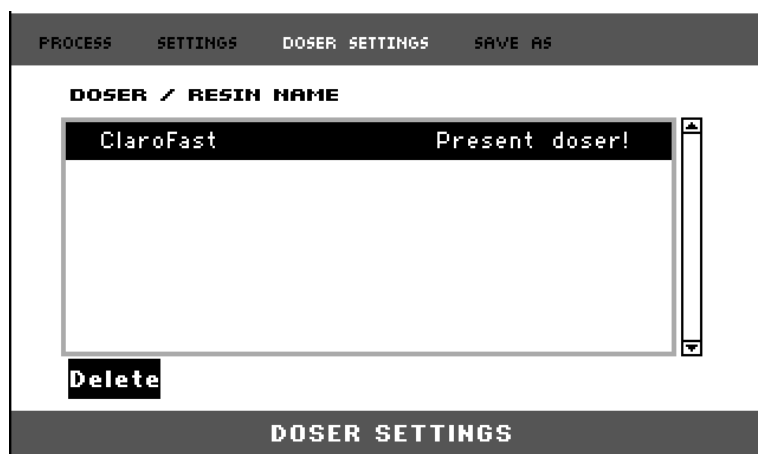 PROCESS SETTINGS DOSER SETTINGS SAVE AS
DOSER / RESIN NAME
ClaroFast Present doser!
Delete
DOSER SETTINGS